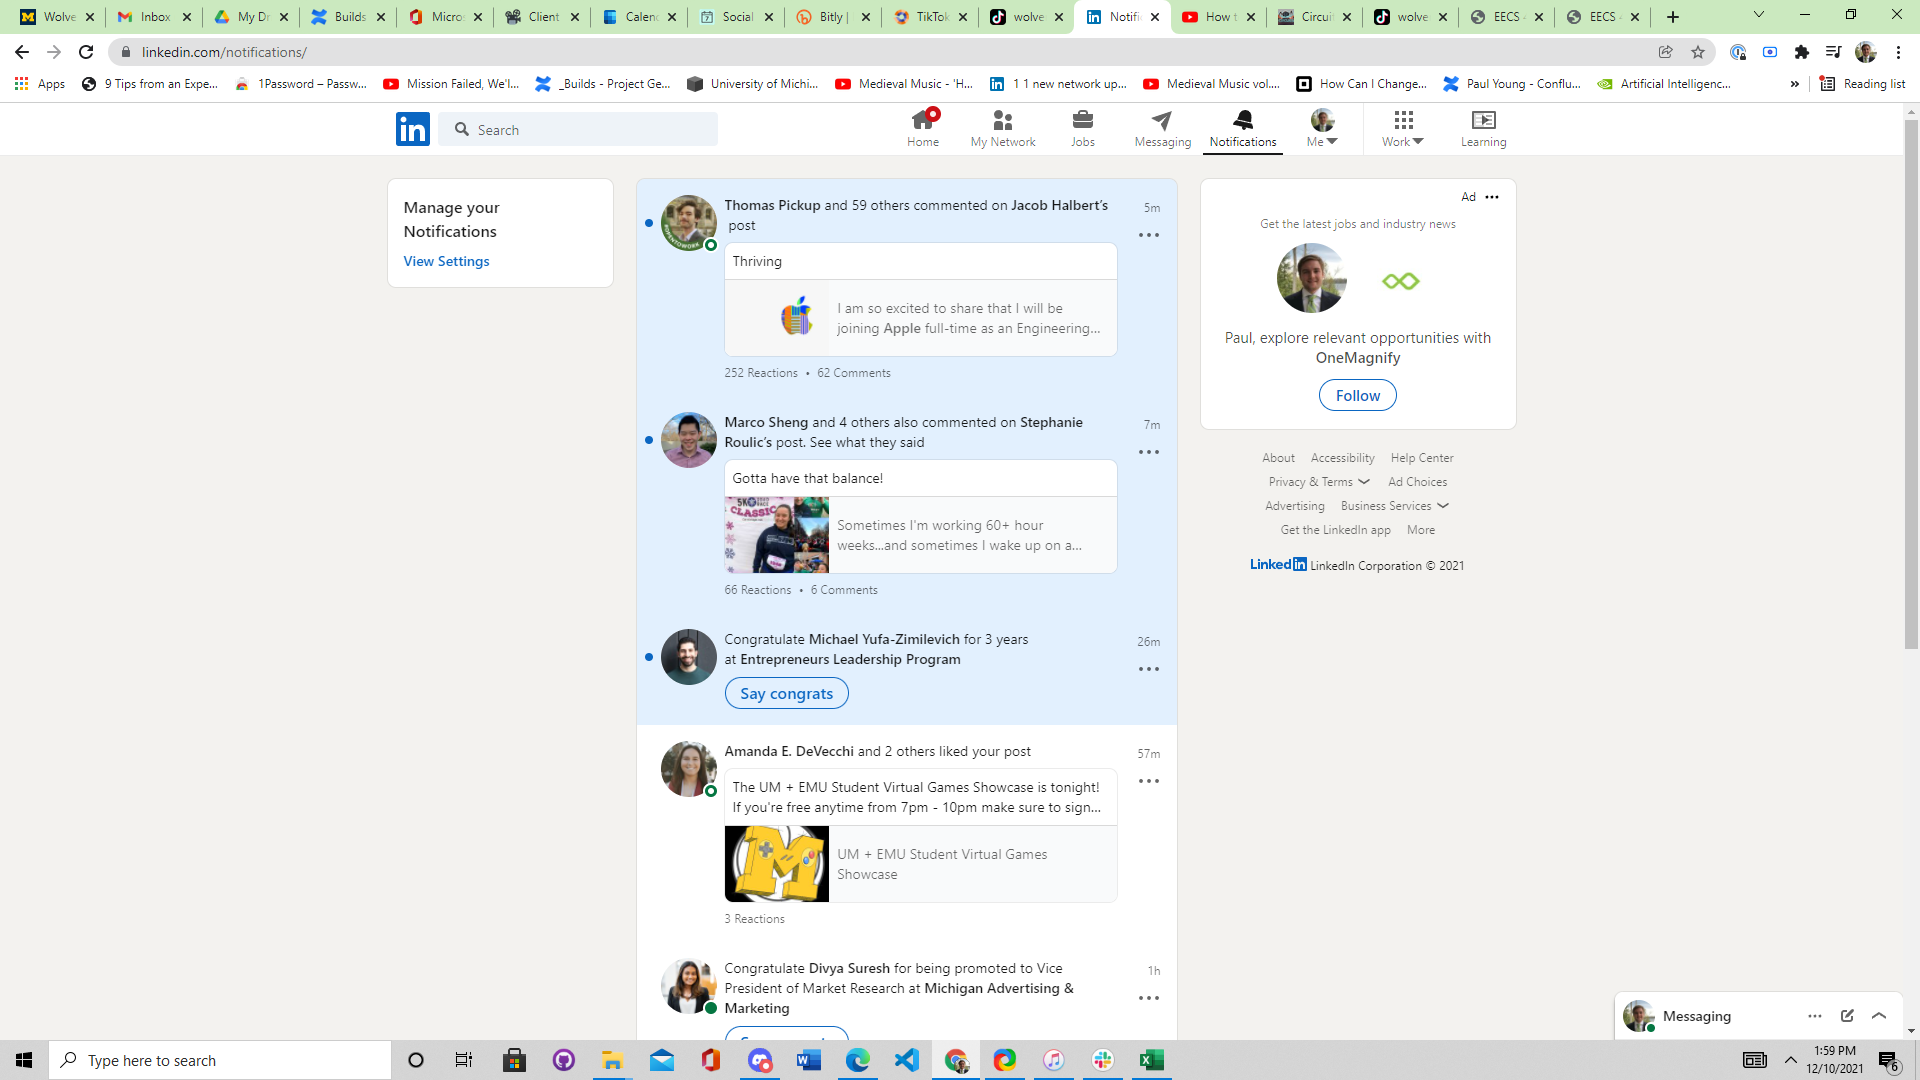 Wolve
Inbox
My Dr
Builds
Micros
Client
Calenc
Social
Bitly |
TikTok
wolve
Notific
How t
Circuit
wolve
EECS
EECS
linkedin.com/notifications/
Apps
9 Tips from an Expe...
1Password – Passw...
Mission Failed, We'l...
_Builds - Project Ge...
University of Michi...
Medieval Music - 'H...
1 1 new network up...
Medieval Music vol....
How Can I Change...
Paul Young - Conflu...
Artificial Intelligenc...
»
Reading list
in
Search
Home
My Network
Jobs
Messaging
Notifications
Me
Work
Learning
Manage your
Notifications
View Settings
Thomas Pickup and 59 others commented on Jacob Halbert's
post
5m
#OPENTOWORK
Thriving
I am so excited to share that I will be
joining Apple full-time as an Engineering...
252 Reactions • 62 Comments
Marco Sheng and 4 others also commented on Stephanie
Roulic's post. See what they said
7m
Gotta have that balance!
CLASSIC
Sometimes I'm working 60+ hour
weeks...and sometimes I wake up on a...
66 Reactions • 6 Comments
Congratulate Michael Yufa-Zimilevich for 3 years
at Entrepreneurs Leadership Program
26m
Say congrats
Amanda E. DeVecchi and 2 others liked your post
57m
The UM + EMU Student Virtual Games Showcase is tonight!
If you're free anytime from 7pm - 10pm make sure to sign...
M
UM + EMU Student Virtual Games
Showcase
3 Reactions
Congratulate Divya Suresh for being promoted to Vice
President of Market Research at Michigan Advertising &
Marketing
1h
Ad
Get the latest jobs and industry news
Paul, explore relevant opportunities with
OneMagnify
Follow
About Accessibility Help Center
Privacy & Terms Ad Choices
Advertising Business Services
Get the LinkedIn app More
LinkedIn LinkedIn Corporation © 2021
Messaging
Type here to search
1:59 PM
12/10/2021
6